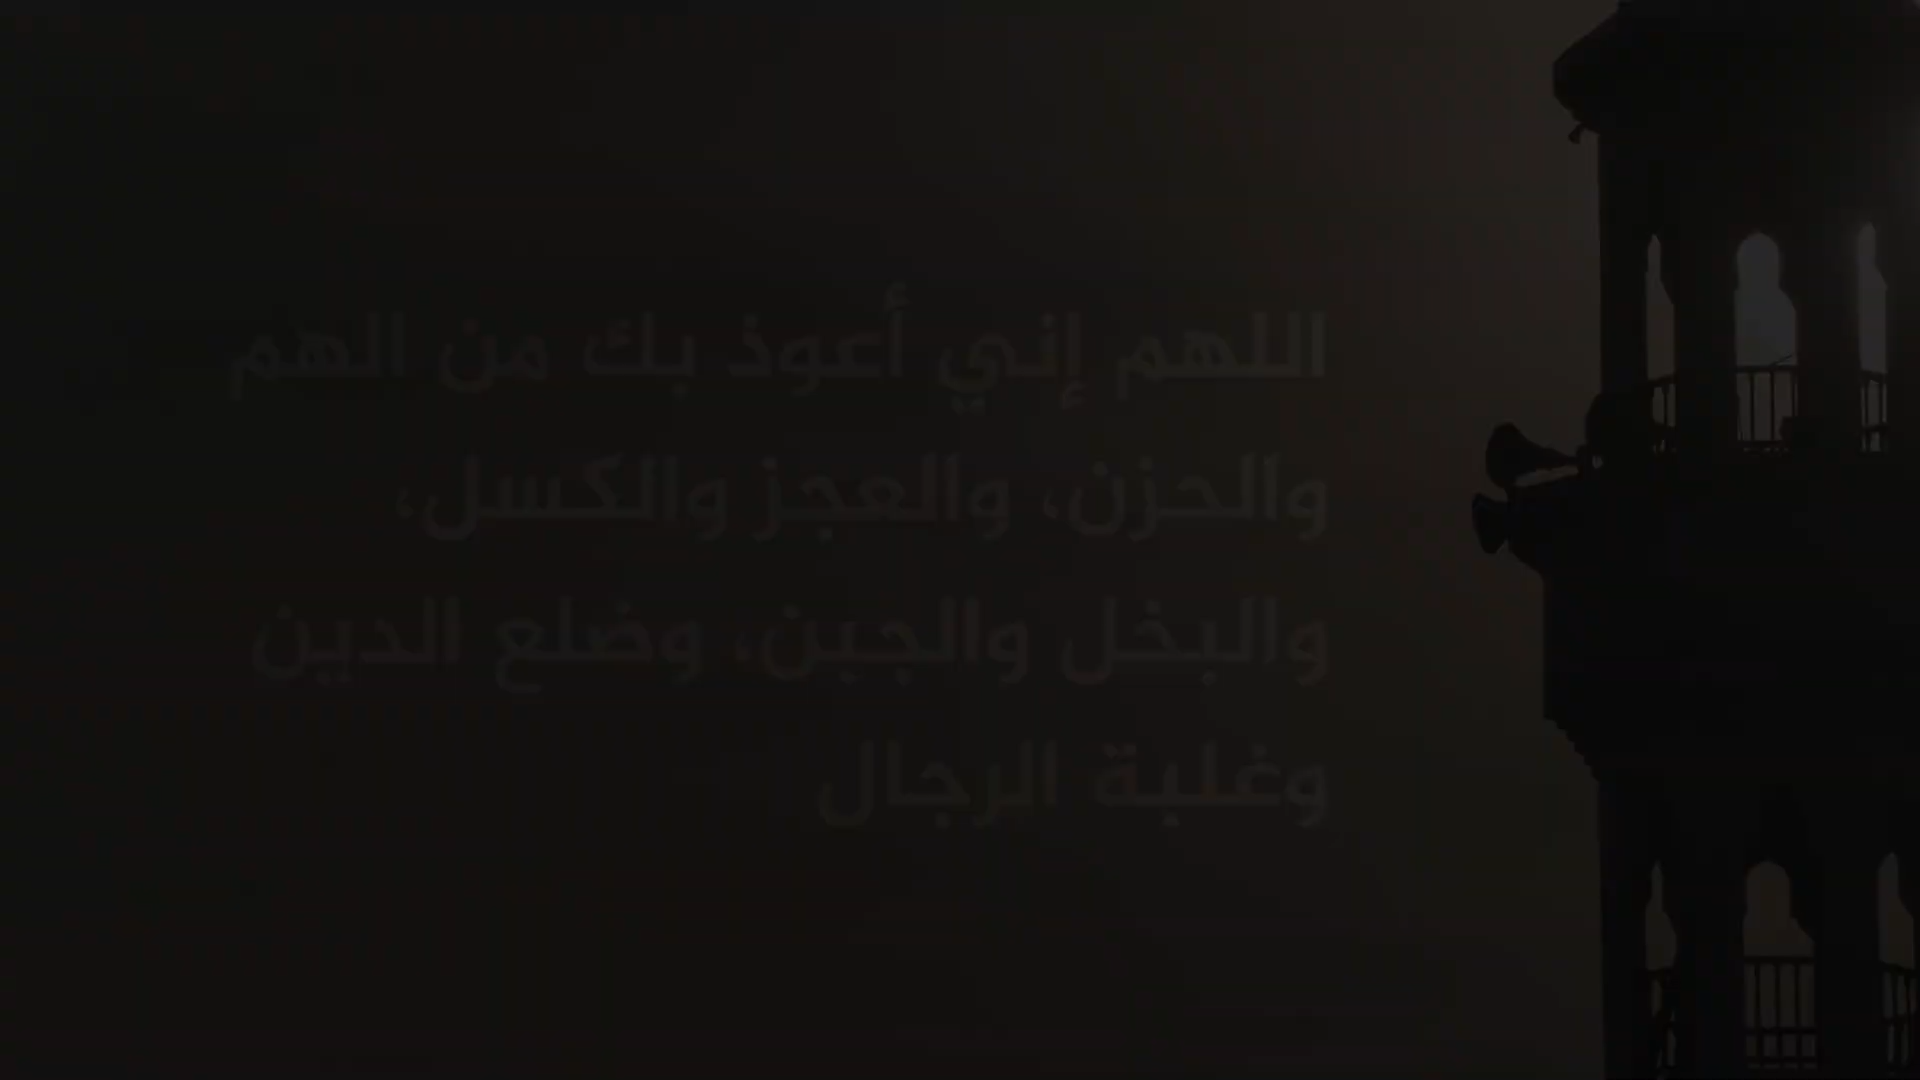 اللهم إني أعوذ بك من الهم
والحزن، والعجز والكسل،
والبخل والجبن، وضلع الدين
وغلبة الرجال